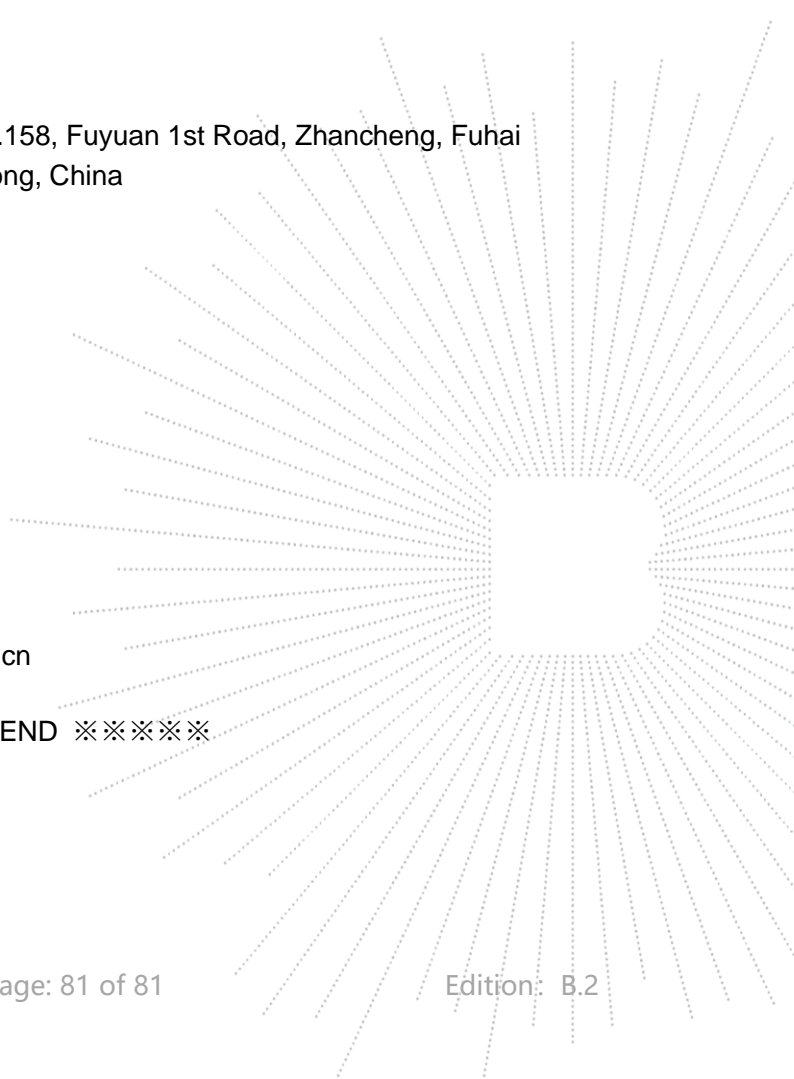 .158, Fuyuan 1st Road, Zhancheng, Fuhai
ong, China
cn
END ※※※※※
age: 81 of 81 Edition: B.2